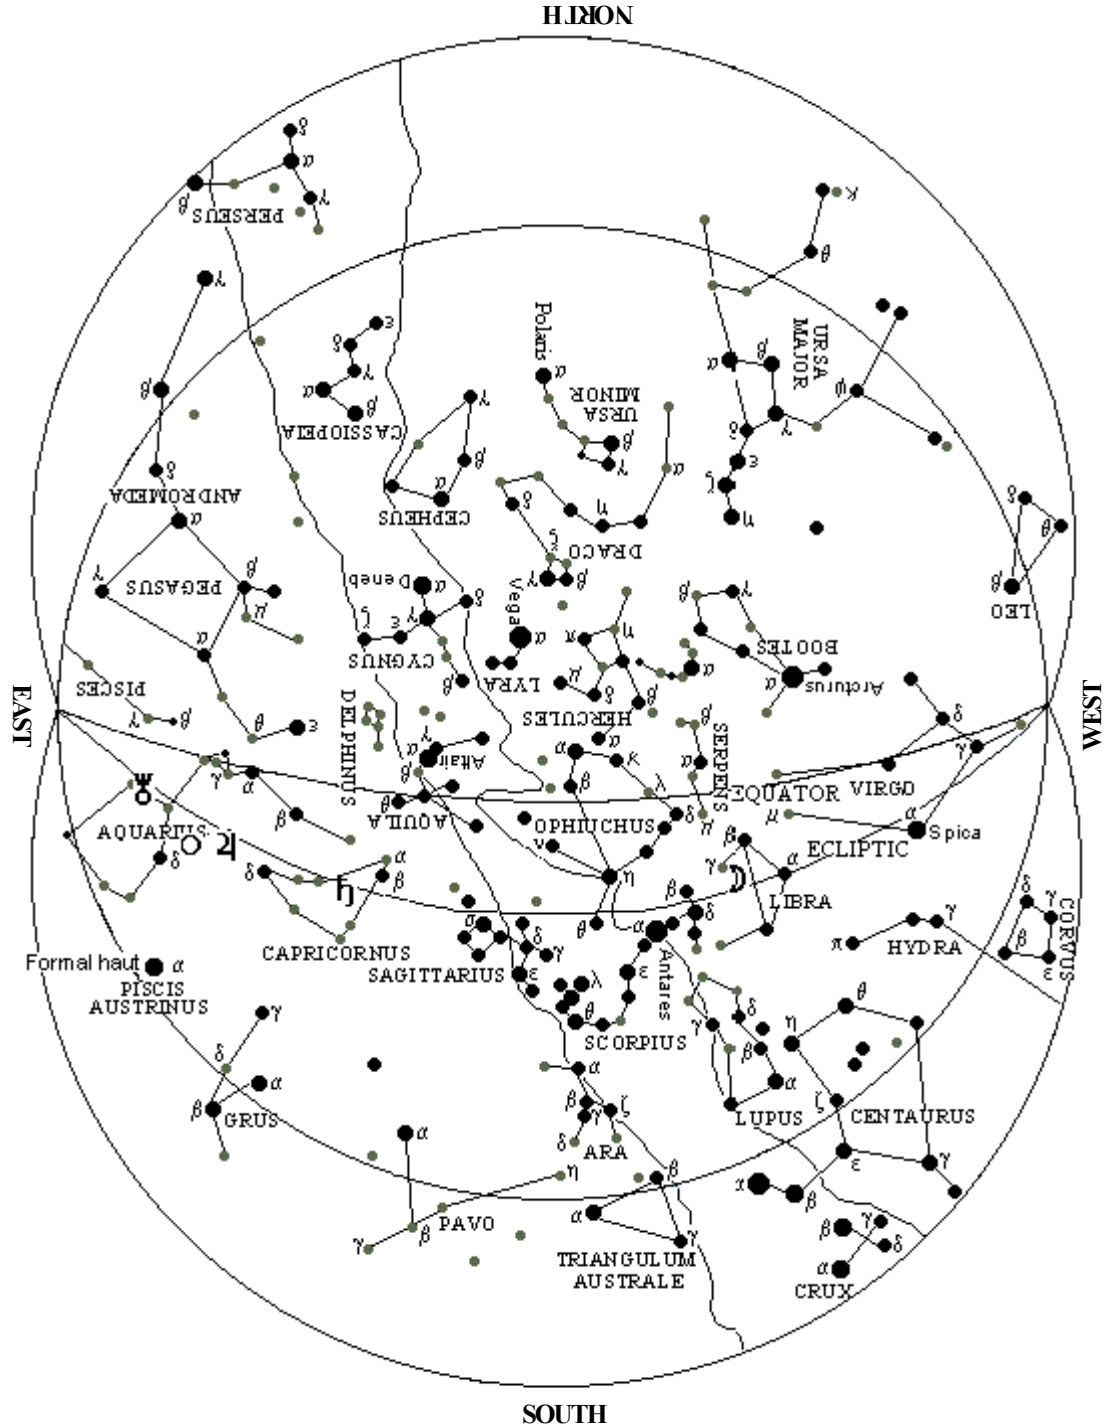 NORTH
δ
α
γ
β
PERSEUS
κ
θ
γ
ε
δ
γ
α
β
CASSIOPEIA
Polaris
α
URSA
MINOR
β
γ
α
β
URSA
MAJOR
γ
φ
δ
ε
ζ
η
β
δ
ANDROMEDA
α
γ
β
α
CEPHEUS
δ
η
α
DRACO
ζ
γ
β
δ
θ
β
LEO
γ
PEGASUS
β
μ
α
Deneb
α
γ
δ
ε
ζ
CYGNUS
Vega
α
LYRA
π
η
μ
δ
β
HERCULES
α
β
γ
BOOTES
α
Arcturus
α
PISCES
γ
β
θ
ε
DELPHINUS
EAST
WEST
α
Altair
β
θ
AQUILA
α
κ
β
λ
δ
OPHIUCHUS
ν
η
θ
β
α
SERPENS
μ
EQUATOR
VIRGO
δ
γ
μ
α
Spica
ECLIPTIC
♆
γ
α
β
AQUARIUS
δ
♃
♄
δ
α
β
CAPRICORNUS
β
γ
☽
α
LIBRA
σ
δ
γ
ε
SAGITTARIUS
β
δ
α
Antares
ε
λ
θ
SCORPIUS
π
γ
HYDRA
δ
γ
β
ε
CORVUS
Formal haut
α
PISCIS
AUSTRINUS
γ
δ
α
β
GRUS
γ
δ
β
α
LUPUS
θ
η
ζ
CENTAURUS
ε
γ
α
β
α
β
γ
ζ
δ
ARA
α
η
PAVO
β
γ
β
α
γ
TRIANGULUM
AUSTRALE
β
γ
δ
α
CRUX
SOUTH